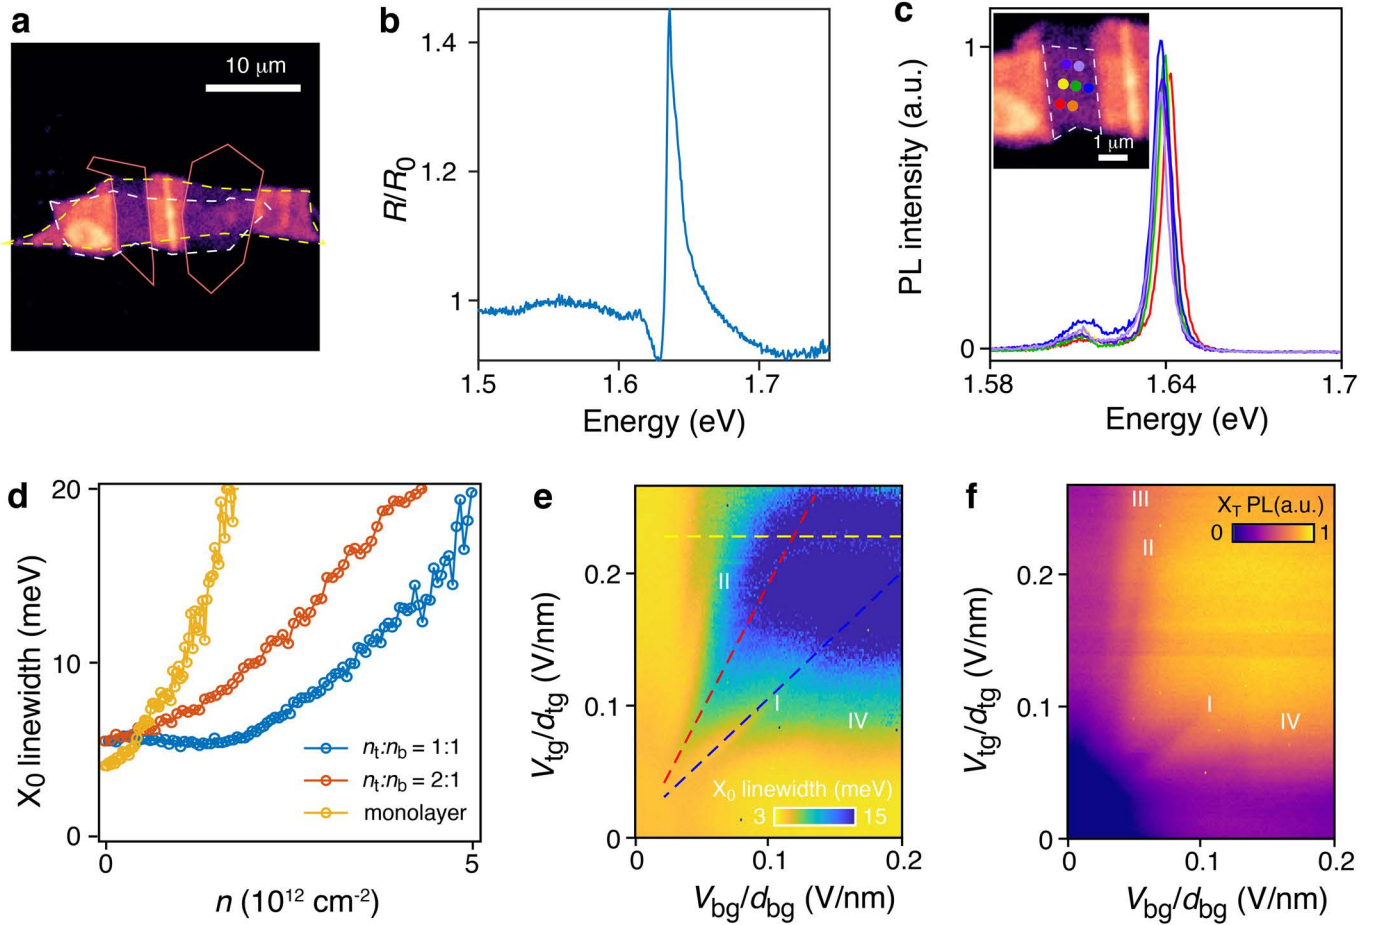 a
10 μm
b
1.4
1.2
1
R/R0
1.5
1.6
1.7
Energy (eV)
c
1
0
PL intensity (a.u.)
1 μm
1.58
1.64
1.7
Energy (eV)
d
20
10
0
X0 linewidth (meV)
nt:nb = 1:1
nt:nb = 2:1
monolayer
0
5
n (10¹² cm⁻²)
e
0.2
0.1
0
Vtg/dtg (V/nm)
II
I
IV
X0 linewidth (meV)
3
15
0
0.1
0.2
Vbg/dbg (V/nm)
f
0.2
0.1
0
Vtg/dtg (V/nm)
III
XT PL(a.u.)
0
1
II
I
IV
0
0.1
0.2
Vbg/dbg (V/nm)